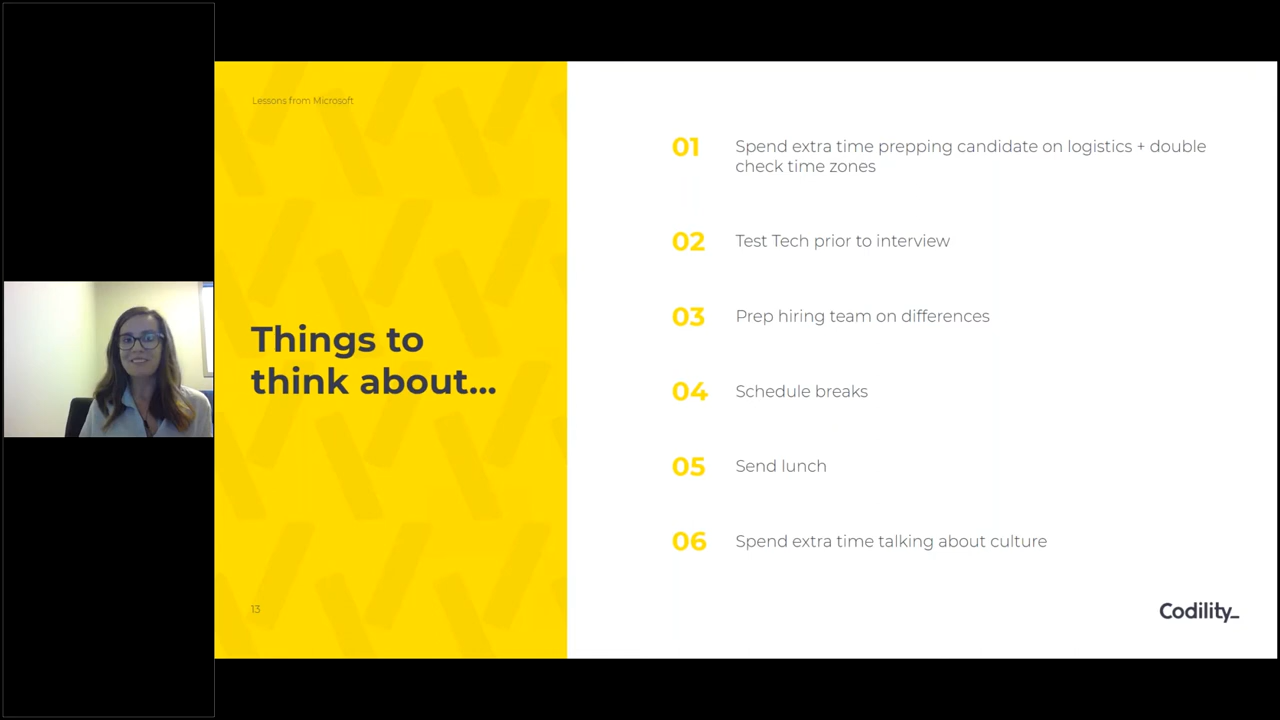 Lessons from Microsoft
Things to
think about...
13
01
Spend extra time prepping candidate on logistics + double
check time zones
02
Test Tech prior to interview
03
Prep hiring team on differences
04
Schedule breaks
05
Send lunch
06
Spend extra time talking about culture
Codility_